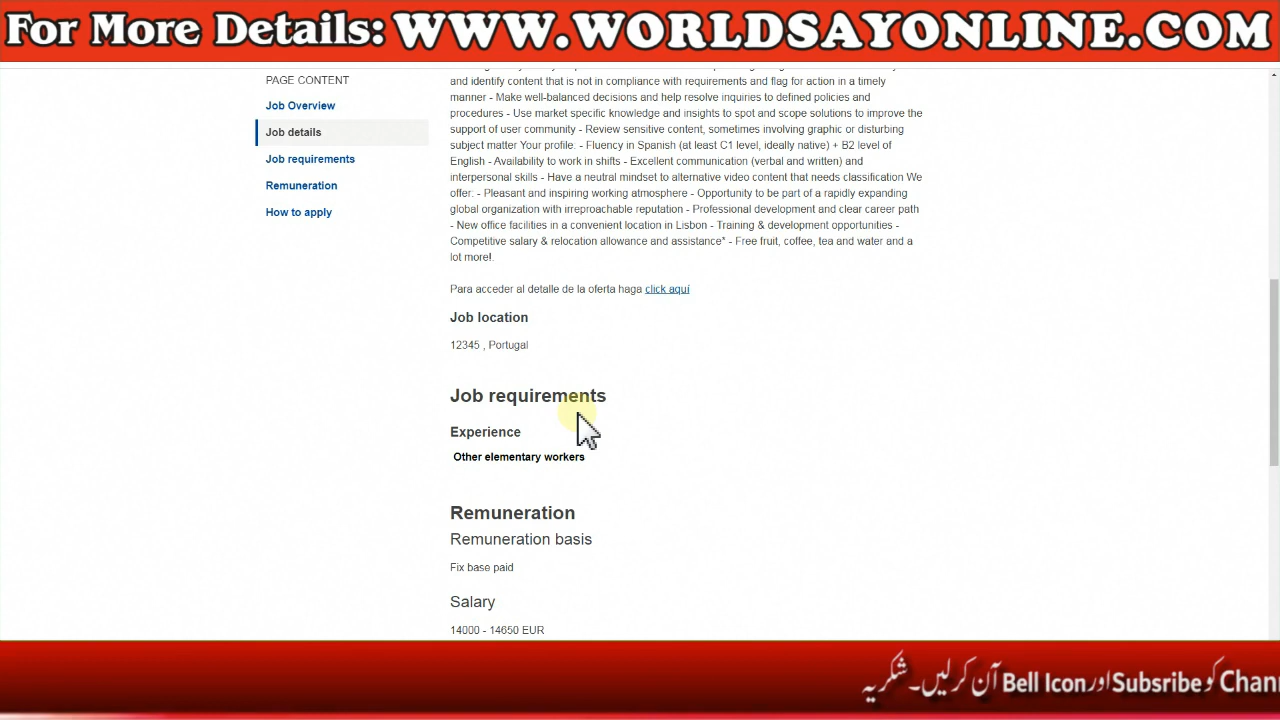 For More Details: WWW.WORLDSAYONLINE.COM
PAGE CONTENT
Job Overview
Job details
Job requirements
Remuneration
How to apply
and identify content that is not in compliance with requirements and flag for action in a timely
manner - Make well-balanced decisions and help resolve inquiries to defined policies and
procedures - Use market specific knowledge and insights to spot and scope solutions to improve the
support of user community - Review sensitive content, sometimes involving graphic or disturbing
subject matter Your profile: - Fluency in Spanish (at least C1 level, ideally native) + B2 level of
English - Availability to work in shifts - Excellent communication (verbal and written) and
interpersonal skills - Have a neutral mindset to alternative video content that needs classification We
offer: - Pleasant and inspiring working atmosphere - Opportunity to be part of a rapidly expanding
global organization with irreproachable reputation - Professional development and clear career path
- New office facilities in a convenient location in Lisbon - Training & development opportunities -
Competitive salary & relocation allowance and assistance* - Free fruit, coffee, tea and water and a
lot more!.
Para acceder al detalle de la oferta haga click aquí
Job location
12345 , Portugal
Job requirements
Experience
Other elementary workers
Remuneration
Remuneration basis
Fix base paid
Salary
14000 - 14650 EUR
کو Subsribe اور Bell Icon آن کرلیں۔ شکریہ